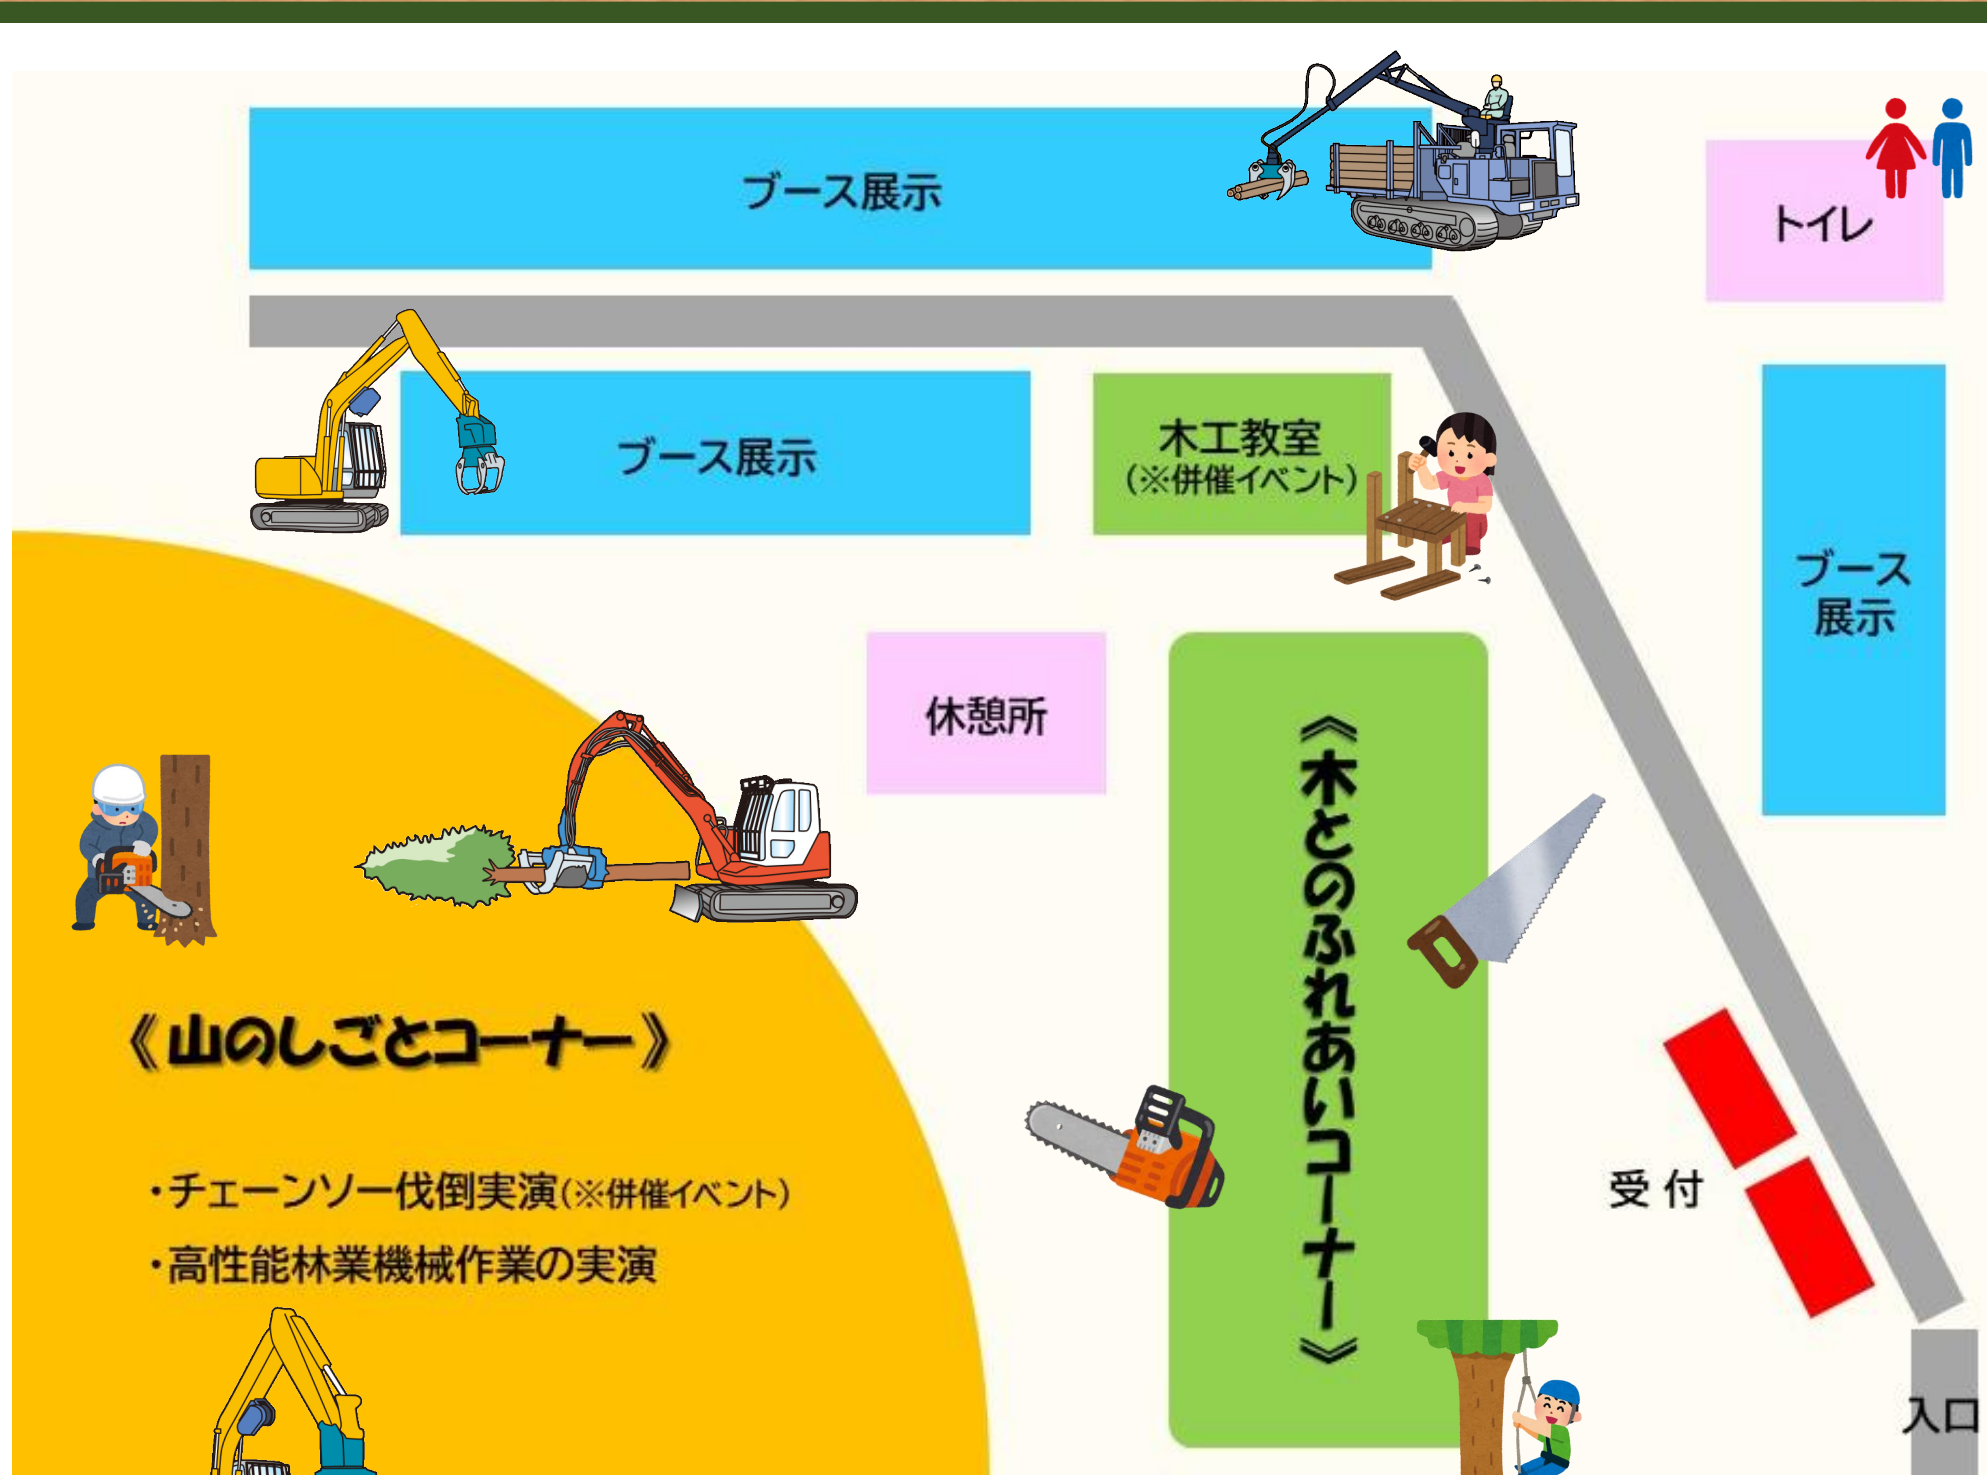 ブース展示
トイレ
ブース展示
木工教室
(※併催イベント)
ブース
展示
休憩所
《木とのふれあいコーナー》
《山のしごとコーナー》
・チェーンソー伐倒実演(※併催イベント)
・高性能林業機械作業の実演
受付
入口